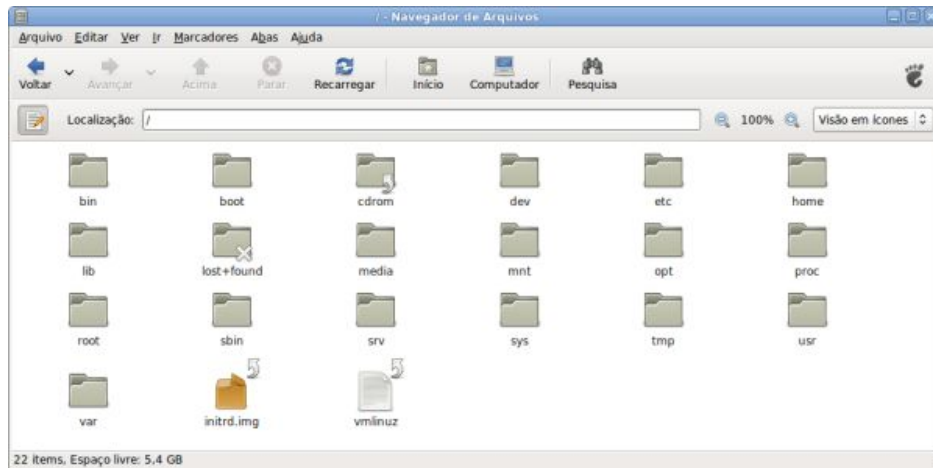 / - Navegador de Arquivos
Arquivo Editar Ver Ir Marcadores Abas Ajuda
Voltar Avançar Acima Parar Recarregar Início Computador Pesquisa
Localização: / 100% Visão em ícones
bin boot cdrom dev etc home
lib lost+found media mnt opt proc
root sbin srv sys tmp usr
var initrd.img vmlinuz
22 itens, Espaço livre: 5,4 GB